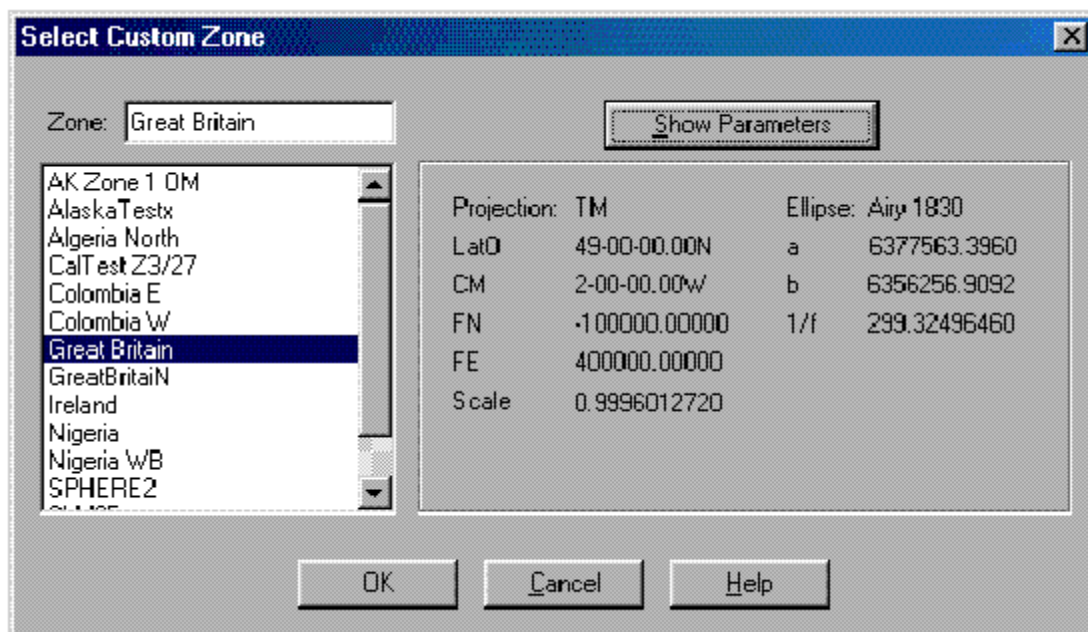 Select Custom Zone
Zone: Great Britain
Show Parameters
AK Zone 1 OM
AlaskaTestx
Algeria North
CalTest Z3/27
Colombia E
Colombia W
Great Britain
GreatBritaiN
Ireland
Nigeria
Nigeria WB
SPHERE2
Projection: TM Ellipse: Airy 1830
Lat0 49-00-00.00N a 6377563.3960
CM 2-00-00.00W b 6356256.9092
FN -100000.00000 1/f 299.32496460
FE 400000.00000
Scale 0.9996012720
OK Cancel Help